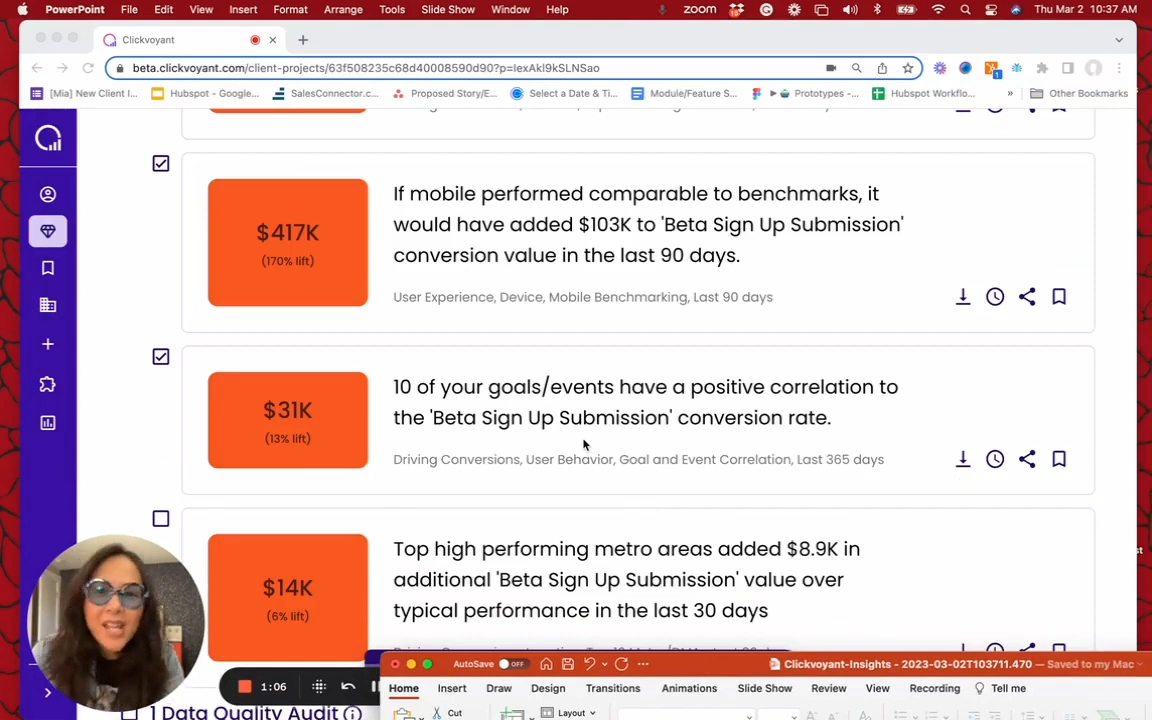 PowerPoint File Edit View Insert Format Arrange Tools Slide Show Window Help zoom Thu Mar 2 10:37 AM
Clickvoyant
beta.clickvoyant.com/client-projects/63f508235c68d40008590d90?p=lexAkl9kSLNSao
[Mia] New Client I... Hubspot - Google... SalesConnector.c... Proposed Story/E... Select a Date & Ti... Module/Feature S... Prototypes -... Hubspot Workflo... » Other Bookmarks
If mobile performed comparable to benchmarks, it
would have added $103K to 'Beta Sign Up Submission'
conversion value in the last 90 days.
$417K
(170% lift)
User Experience, Device, Mobile Benchmarking, Last 90 days
10 of your goals/events have a positive correlation to
the 'Beta Sign Up Submission' conversion rate.
$31K
(13% lift)
Driving Conversions, User Behavior, Goal and Event Correlation, Last 365 days
Top high performing metro areas added $8.9K in
additional 'Beta Sign Up Submission' value over
typical performance in the last 30 days
$14K
(6% lift)
1:06
AutoSave OFF Clickvoyant-Insights - 2023-03-02T103711.470 — Saved to my Mac
Home Insert Draw Design Transitions Animations Slide Show Review View Recording Tell me
Cut Layout
1 Data Quality Audit